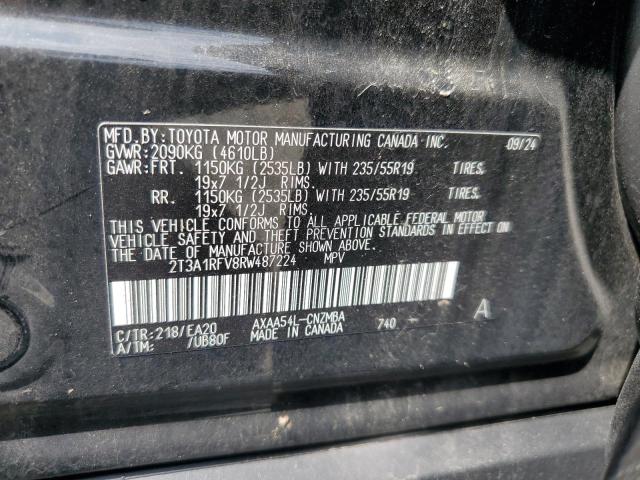 MFD. BY: TOYOTA MOTOR MANUFACTURING CANADA INC. 09/24
GVWR: 2090KG (4610LB)
GAWR: FRT. 1150KG (2535LB) WITH 235/55R19 TIRES.
19x7 1/2J RIMS.
RR. 1150KG (2535LB) WITH 235/55R19 TIRES.
19x7 1/2J RIMS.
THIS VEHICLE CONFORMS TO ALL APPLICABLE FEDERAL MOTOR
VEHICLE SAFETY AND THEFT PREVENTION STANDARDS IN EFFECT ON
THE DATE OF MANUFACTURE SHOWN ABOVE.
2T3A1RFV8RW487224 MPV
C/TR: 218/EA20 AXAA54L-CNZMBA 740 A
A/TM: /UB80F MADE IN CANADA